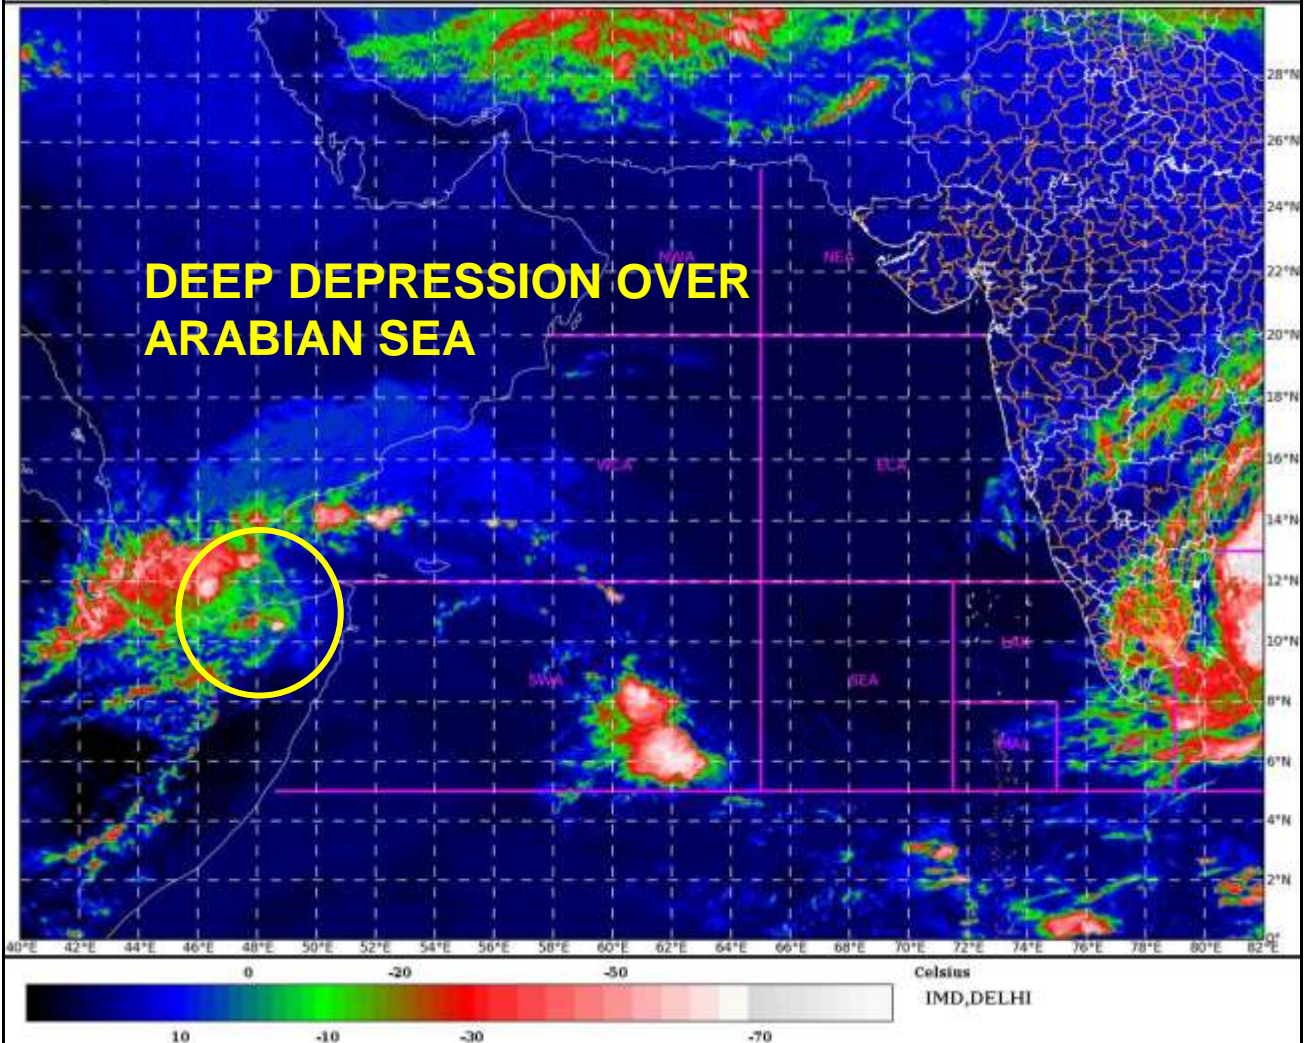 28°N
26°N
24°N
NWA NEA
22°N
DEEP DEPRESSION OVER
ARABIAN SEA
20°N
18°N
WCA ECA
16°N
14°N
12°N
LAK
10°N
SWA SEA
8°N
MAL
6°N
4°N
2°N
0°
40°E 42°E 44°E 46°E 48°E 50°E 52°E 54°E 56°E 58°E 60°E 62°E 64°E 66°E 68°E 70°E 72°E 74°E 76°E 78°E 80°E 82°E
0 -20 -50 Celsius
IMD,DELHI
10 -10 -30 -70